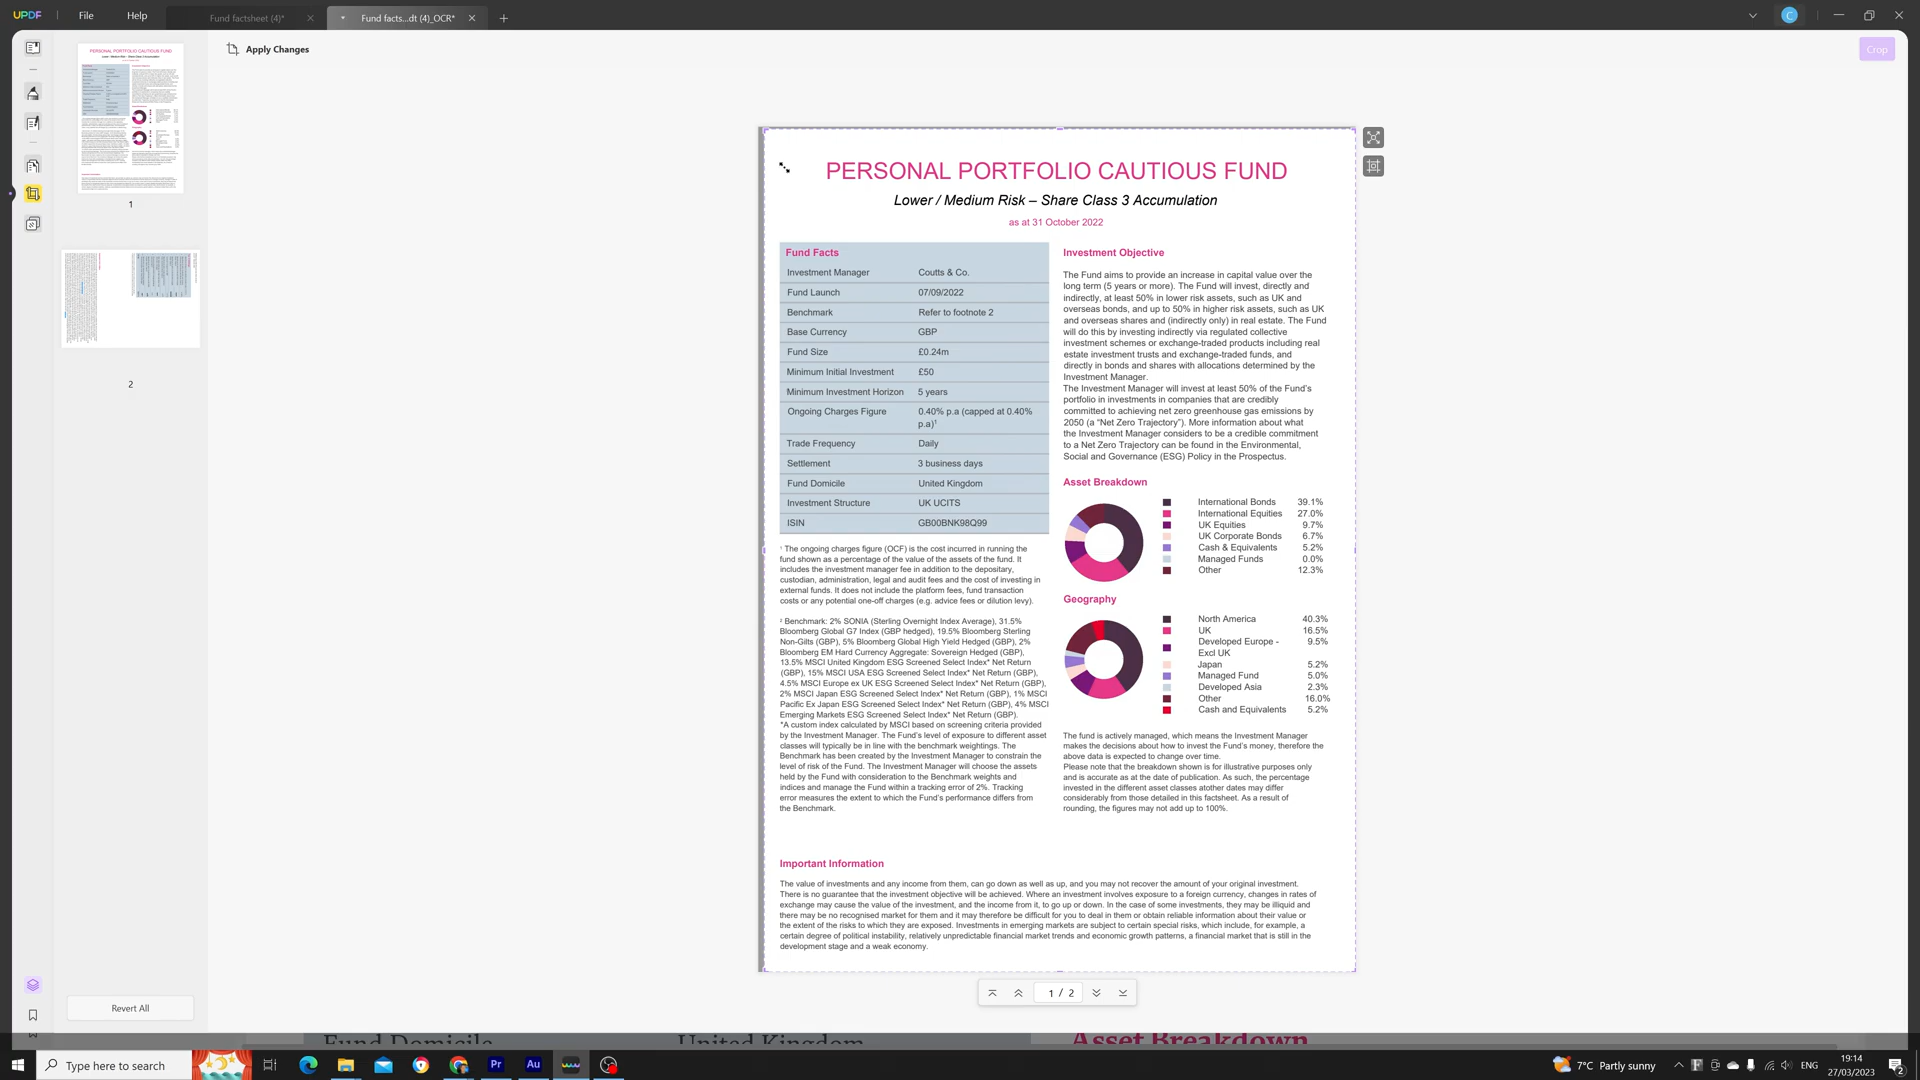 UPDF
File
Help
Fund factsheet (4)*
Fund facts...dt (4)_OCR*
C
Apply Changes
Crop
1
2
Revert All
PERSONAL PORTFOLIO CAUTIOUS FUND
Lower / Medium Risk – Share Class 3 Accumulation
as at 31 October 2022
Fund Facts
Investment Manager Coutts & Co.
Fund Launch 07/09/2022
Benchmark Refer to footnote 2
Base Currency GBP
Fund Size £0.24m
Minimum Initial Investment £50
Minimum Investment Horizon 5 years
Ongoing Charges Figure 0.40% p.a (capped at 0.40%
p.a)¹
Trade Frequency Daily
Settlement 3 business days
Fund Domicile United Kingdom
Investment Structure UK UCITS
ISIN GB00BNK98Q99
¹ The ongoing charges figure (OCF) is the cost incurred in running the
fund shown as a percentage of the value of the assets of the fund. It
includes the investment manager fee in addition to the depositary,
custodian, administration, legal and audit fees and the cost of investing in
external funds. It does not include the platform fees, fund transaction
costs or any potential one-off charges (e.g. advice fees or dilution levy).
² Benchmark: 2% SONIA (Sterling Overnight Index Average), 31.5%
Bloomberg Global G7 Index (GBP hedged), 19.5% Bloomberg Sterling
Non-Gilts (GBP), 5% Bloomberg Global High Yield Hedged (GBP), 2%
Bloomberg EM Hard Currency Aggregate: Sovereign Hedged (GBP),
13.5% MSCI United Kingdom ESG Screened Select Index* Net Return
(GBP), 15% MSCI USA ESG Screened Select Index* Net Return (GBP),
4.5% MSCI Europe ex UK ESG Screened Select Index* Net Return (GBP),
2% MSCI Japan ESG Screened Select Index* Net Return (GBP), 1% MSCI
Pacific Ex Japan ESG Screened Select Index* Net Return (GBP), 4% MSCI
Emerging Markets ESG Screened Select Index* Net Return (GBP).
*A custom index calculated by MSCI based on screening criteria provided
by the Investment Manager. The Fund's level of exposure to different asset
classes will typically be in line with the benchmark weightings. The
Benchmark has been created by the Investment Manager to constrain the
level of risk of the Fund. The Investment Manager will choose the assets
held by the Fund with consideration to the Benchmark weights and
indices and manage the Fund within a tracking error of 2%. Tracking
error measures the extent to which the Fund's performance differs from
the Benchmark.
Investment Objective
The Fund aims to provide an increase in capital value over the
long term (5 years or more). The Fund will invest, directly and
indirectly, at least 50% in lower risk assets, such as UK and
overseas bonds, and up to 50% in higher risk assets, such as UK
and overseas shares and (indirectly only) in real estate. The Fund
will do this by investing indirectly via regulated collective
investment schemes or exchange-traded products including real
estate investment trusts and exchange-traded funds, and
directly in bonds and shares with allocations determined by the
Investment Manager.
The Investment Manager will invest at least 50% of the Fund's
portfolio in investments in companies that are credibly
committed to achieving net zero greenhouse gas emissions by
2050 (a “Net Zero Trajectory”). More information about what
the Investment Manager considers to be a credible commitment
to a Net Zero Trajectory can be found in the Environmental,
Social and Governance (ESG) Policy in the Prospectus.
Asset Breakdown
International Bonds 39.1%
International Equities 27.0%
UK Equities 9.7%
UK Corporate Bonds 6.7%
Cash & Equivalents 5.2%
Managed Funds 0.0%
Other 12.3%
Geography
North America 40.3%
UK 16.5%
Developed Europe - 9.5%
Excl UK
Japan 5.2%
Managed Fund 5.0%
Developed Asia 2.3%
Other 16.0%
Cash and Equivalents 5.2%
The fund is actively managed, which means the Investment Manager
makes the decisions about how to invest the Fund's money, therefore the
above data is expected to change over time.
Please note that the breakdown shown is for illustrative purposes only
and is accurate as at the date of publication. As such, the percentage
invested in the different asset classes atother dates may differ
considerably from those detailed in this factsheet. As a result of
rounding, the figures may not add up to 100%.
Important Information
The value of investments and any income from them, can go down as well as up, and you may not recover the amount of your original investment.
There is no guarantee that the investment objective will be achieved. Where an investment involves exposure to a foreign currency, changes in rates of
exchange may cause the value of the investment, and the income from it, to go up or down. In the case of some investments, they may be illiquid and
there may be no recognised market for them and it may therefore be difficult for you to deal in them or obtain reliable information about their value or
the extent of the risks to which they are exposed. Investments in emerging markets are subject to certain special risks, which include, for example, a
certain degree of political instability, relatively unpredictable financial market trends and economic growth patterns, a financial market that is still in the
development stage and a weak economy.
1 / 2
Fund Domicile United Kingdom Asset Breakdown
Type here to search
Pr
Au
7°C Partly sunny
ENG
19:14
27/03/2023
2